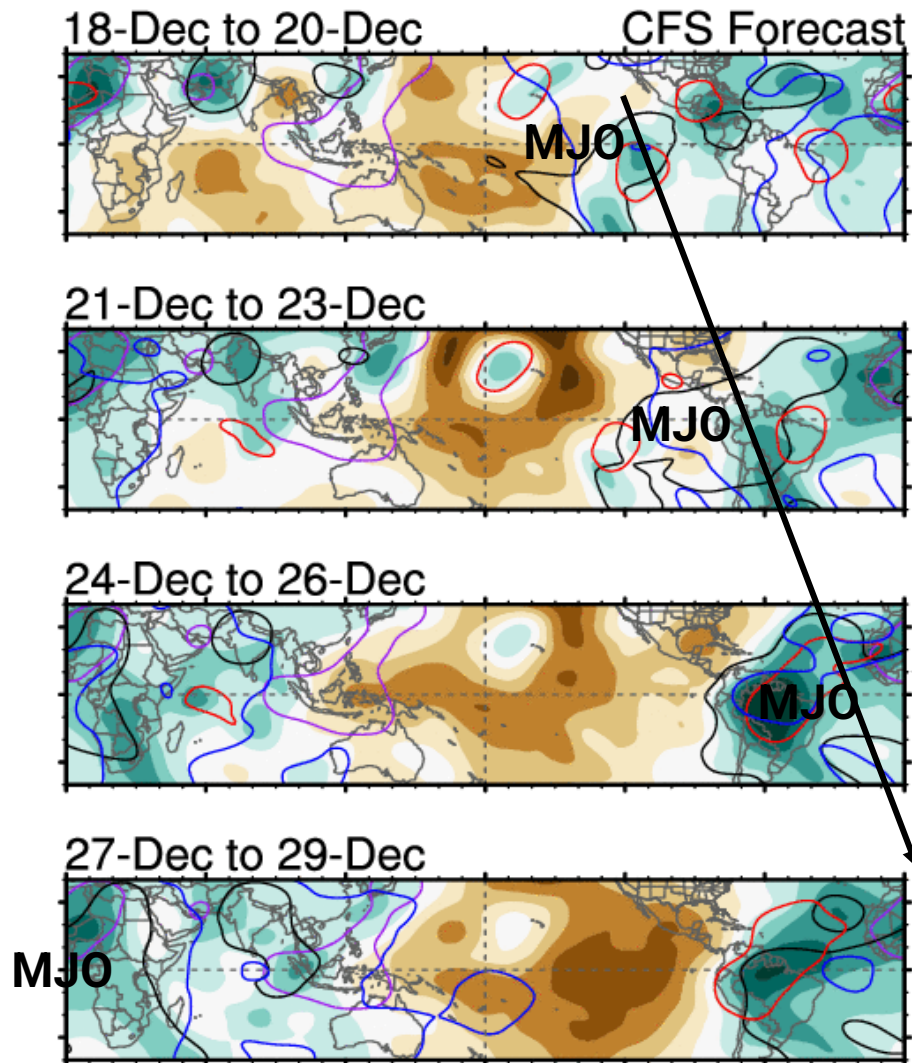 18-Dec to 20-Dec CFS Forecast
MJO
21-Dec to 23-Dec
MJO
24-Dec to 26-Dec
MJO
27-Dec to 29-Dec
MJO